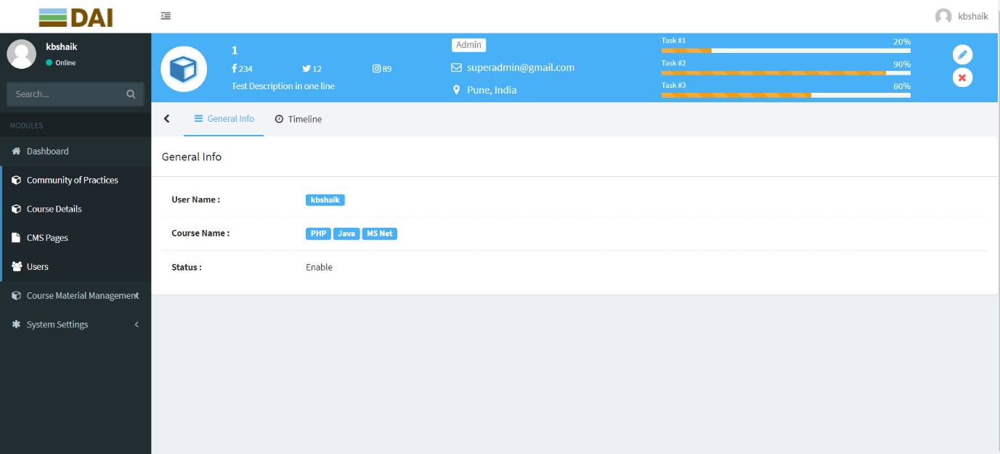 DAI
kbshaik
kbshaik
Online
Search...
MODULES
Dashboard
Community of Practices
Course Details
CMS Pages
Users
Course Material Management
System Settings
1
234 12 89
Test Description in one line
Admin
superadmin@gmail.com
Pune, India
Task #1 20%
Task #2 90%
Task #3 60%
General Info Timeline
General Info
User Name : kbshaik
Course Name : PHP Java MS Net
Status : Enable